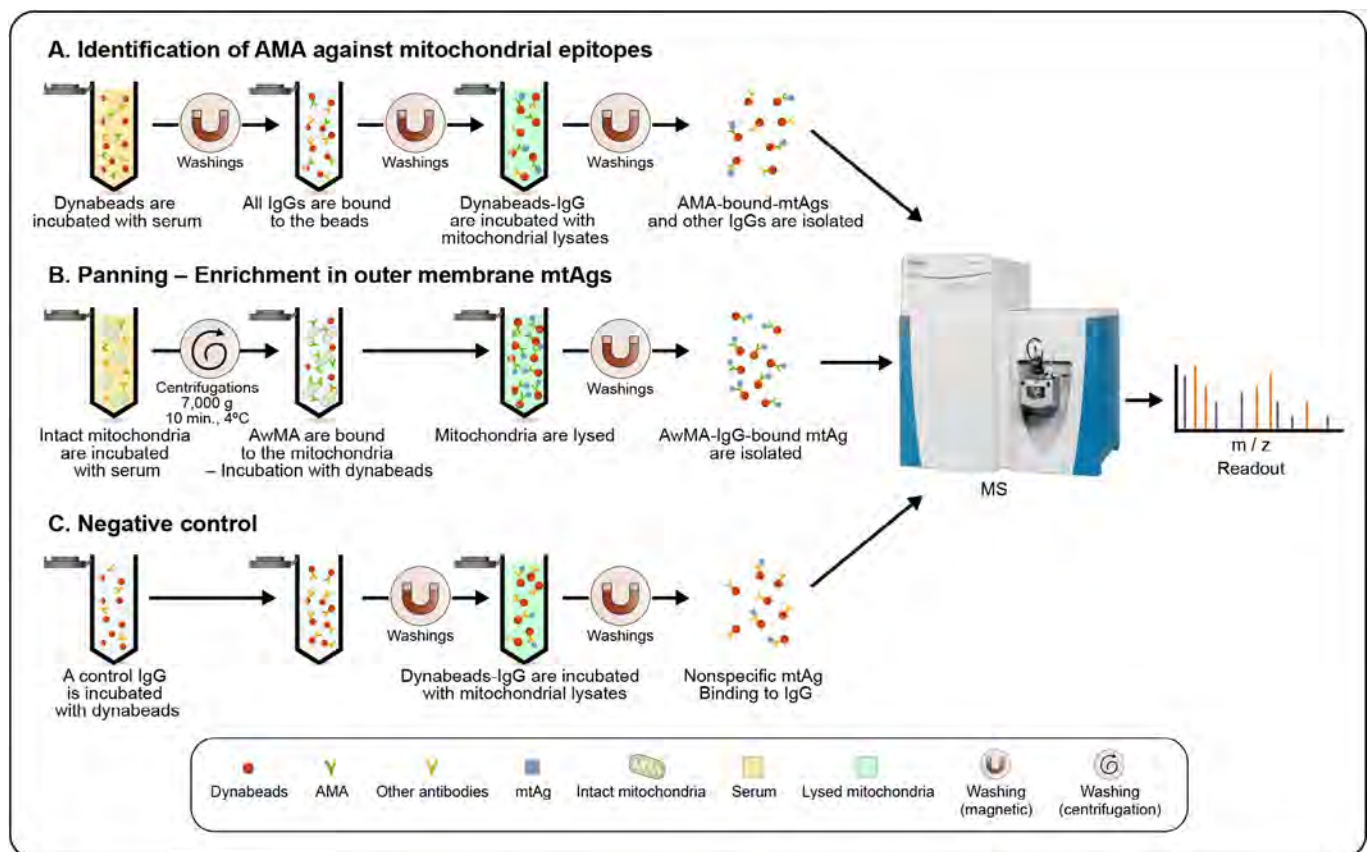 A. Identification of AMA against mitochondrial epitopes
Washings
Washings
Washings
Dynabeads are
incubated with serum
All IgGs are bound
to the beads
Dynabeads-IgG
are incubated with
mitochondrial lysates
AMA-bound-mtAgs
and other IgGs are isolated
B. Panning – Enrichment in outer membrane mtAgs
Centrifugations
7,000 g
10 min., 4ºC
Washings
Intact mitochondria
are incubated
with serum
AwMA are bound
to the mitochondria
– Incubation with dynabeads
Mitochondria are lysed
AwMA-IgG-bound mtAg
are isolated
MS
m / z
Readout
C. Negative control
Washings
Washings
A control IgG
is incubated
with dynabeads
Dynabeads-IgG are incubated
with mitochondrial lysates
Nonspecific mtAg
Binding to IgG
Dynabeads
AMA
Other antibodies
mtAg
Intact mitochondria
Serum
Lysed mitochondria
Washing
(magnetic)
Washing
(centrifugation)